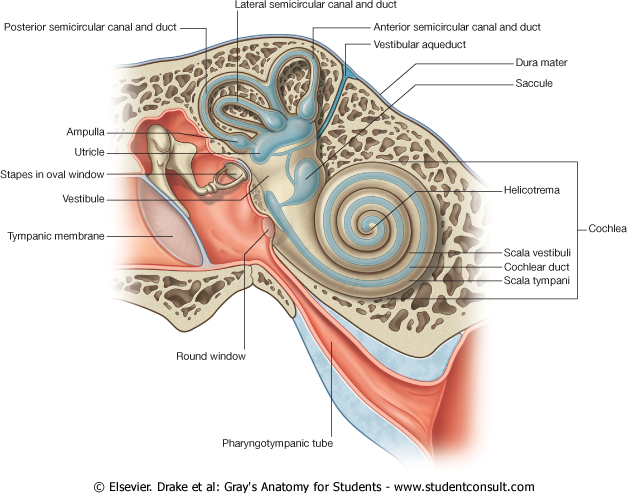 Lateral semicircular canal and duct
Posterior semicircular canal and duct
Anterior semicircular canal and duct
Vestibular aqueduct
Dura mater
Saccule
Ampulla
Utricle
Stapes in oval window
Vestibule
Helicotrema
Cochlea
Tympanic membrane
Scala vestibuli
Cochlear duct
Scala tympani
Round window
Pharyngotympanic tube
© Elsevier. Drake et al: Gray's Anatomy for Students - www.studentconsult.com